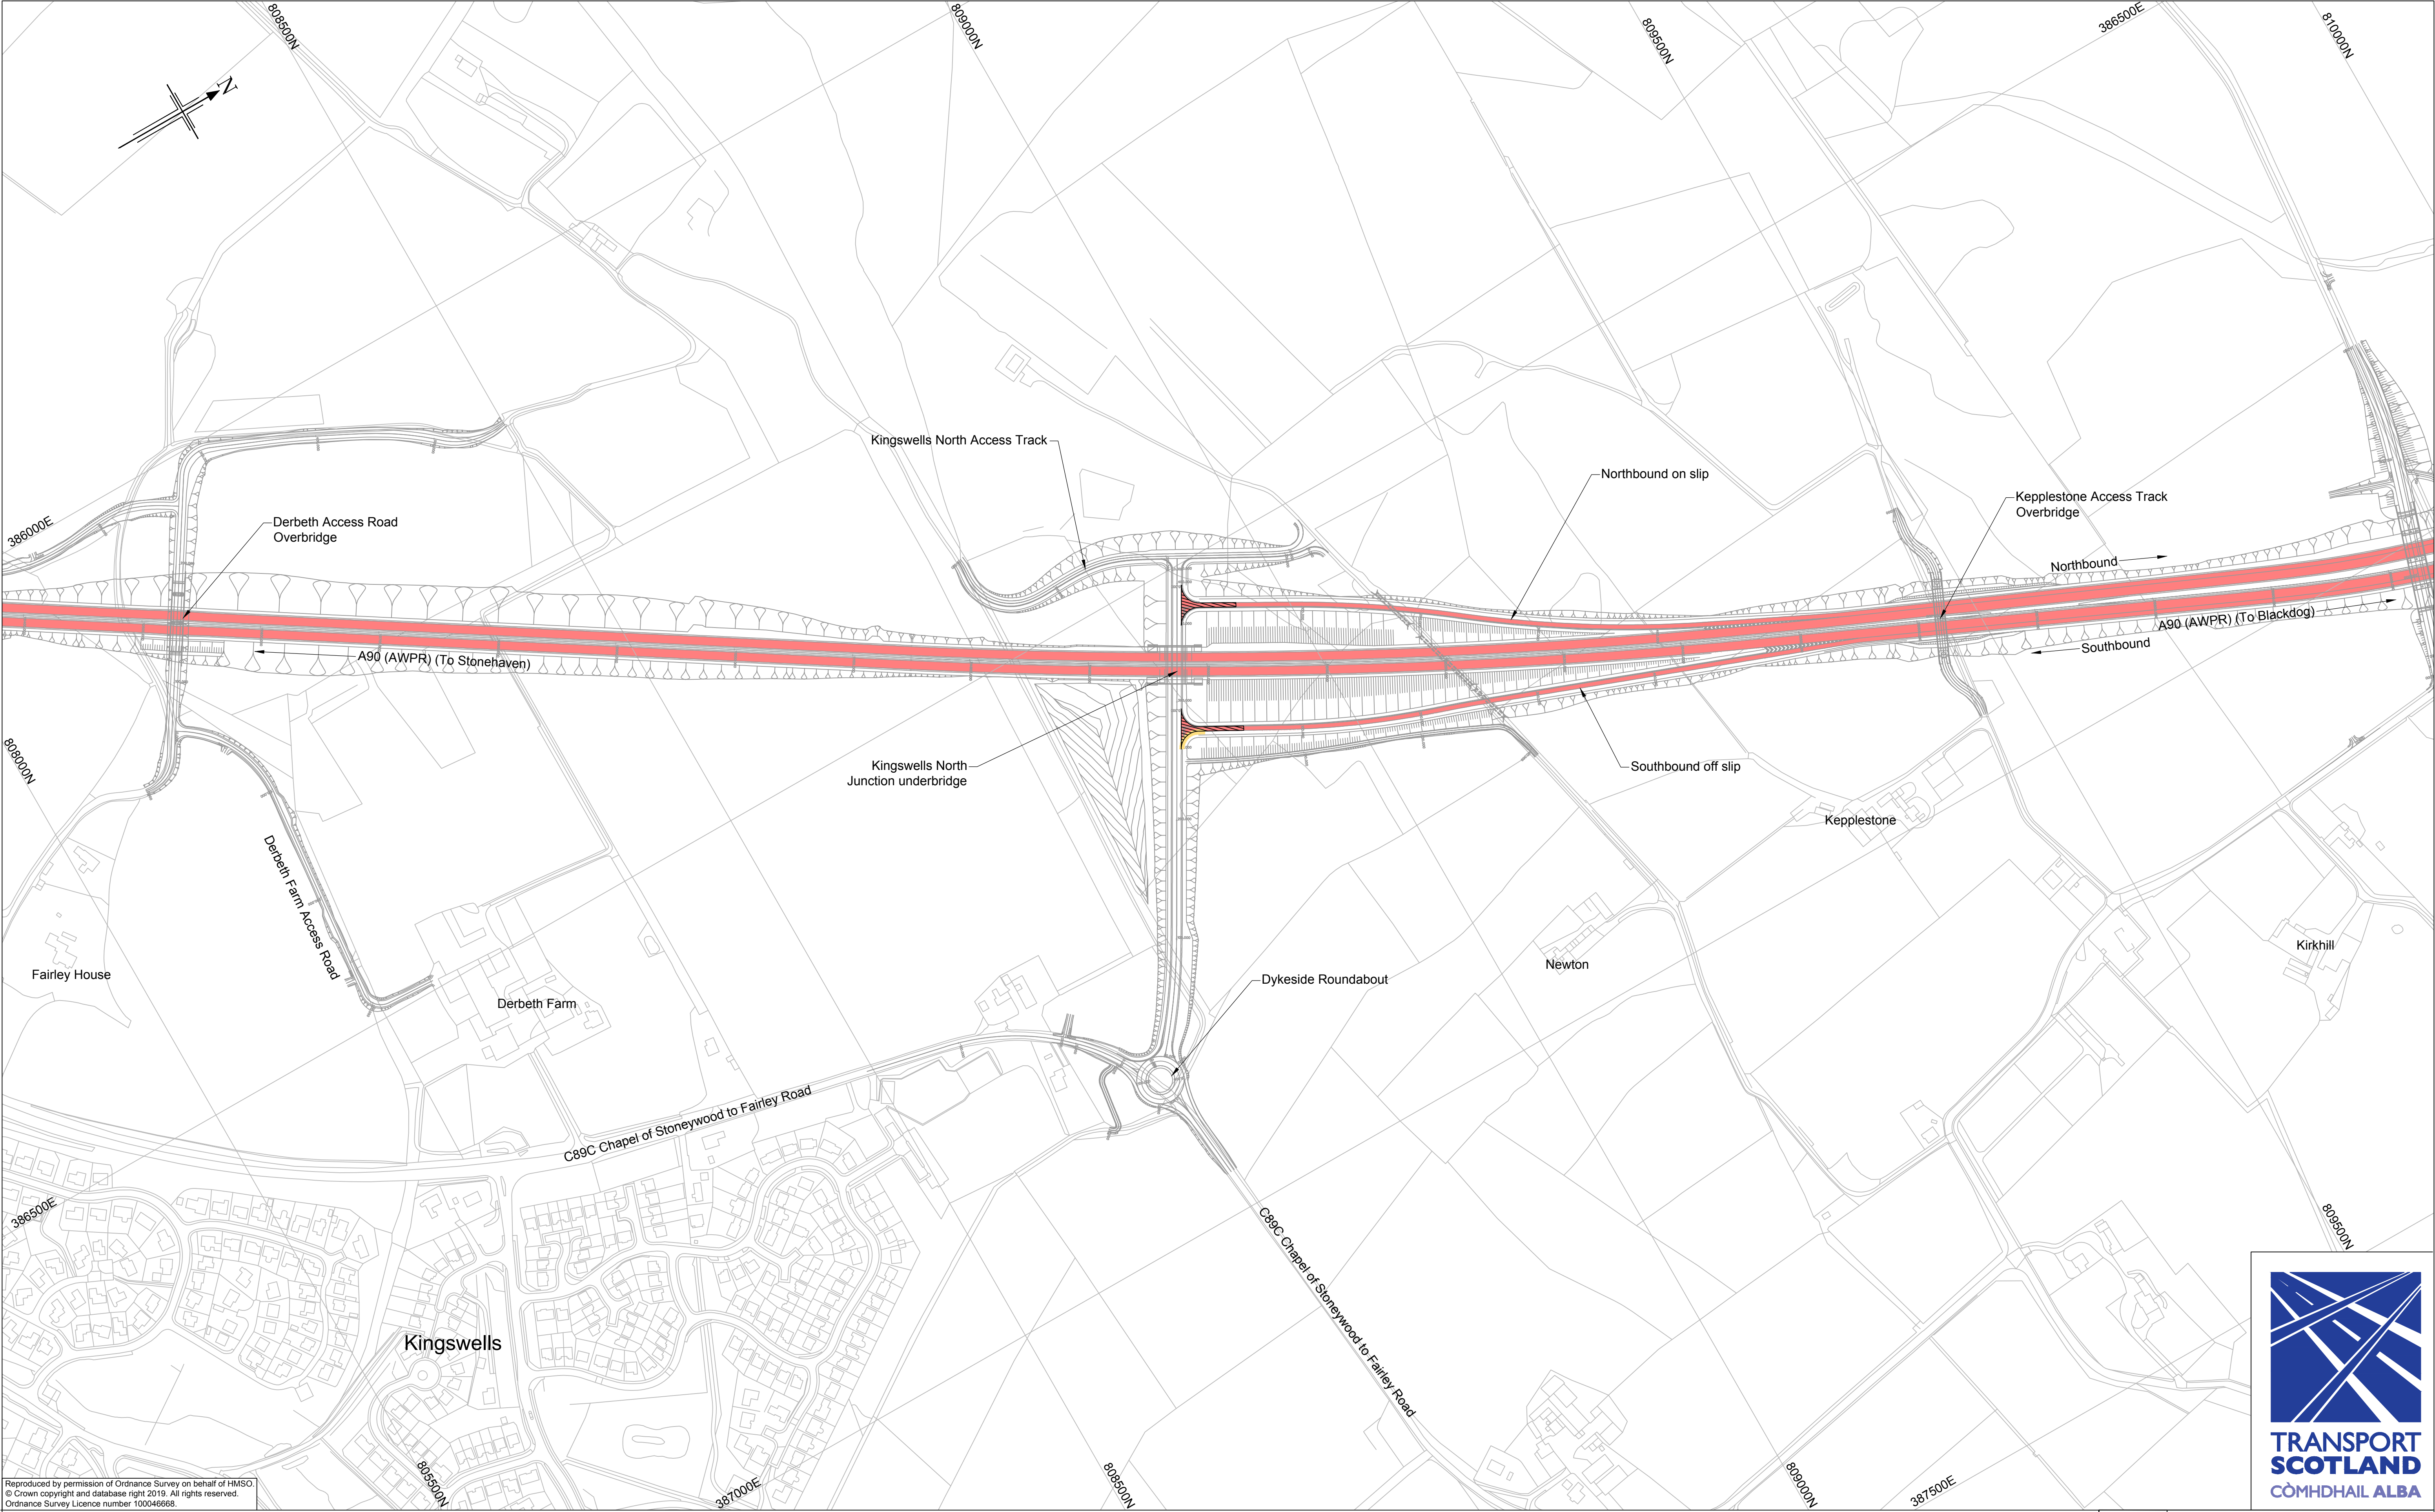 808500N
809000N
809500N
386500E
810000N
N
Kingswells North Access Track
Northbound on slip
Kepplestone Access Track
Overbridge
386000E
Derbeth Access Road
Overbridge
Northbound
A90 (AWPR) (To Blackdog)
Southbound
A90 (AWPR) (To Stonehaven)
808000N
Kingswells North
Junction underbridge
Southbound off slip
Kepplestone
Derbeth Farm Access Road
Fairley House
Derbeth Farm
Dykeside Roundabout
Newton
Kirkhill
C89C Chapel of Stoneywood to Fairley Road
386500E
C89C Chapel of Stoneywood to Fairley Road
809500N
Kingswells
805500N
387000E
808500N
809000N
387500E
Reproduced by permission of Ordnance Survey on behalf of HMSO.
© Crown copyright and database right 2019. All rights reserved.
Ordnance Survey Licence number 100046668.
TRANSPORT
SCOTLAND
CÒMHDHAIL ALBA